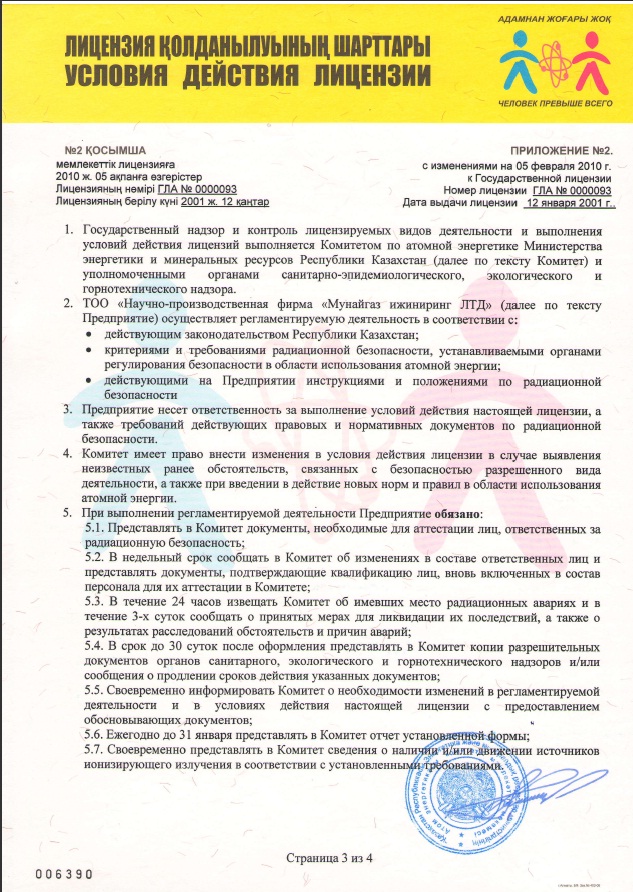 АДАМНАН ЖОҒАРЫ ЖОҚ
ЛИЦЕНЗИЯ ҚОЛДАНЫЛУЫНЫҢ ШАРТТАРЫ
УСЛОВИЯ ДЕЙСТВИЯ ЛИЦЕНЗИИ
ЧЕЛОВЕК ПРЕВЫШЕ ВСЕГО
№2 ҚОСЫМША
мемлекеттік лицензияға
2010 ж. 05 ақпанға өзгерістер
Лицензияның нөмірі ГЛА № 0000093
Лицензияның берілу күні 2001 ж. 12 қаңтар
ПРИЛОЖЕНИЕ №2.
с изменениями на 05 февраля 2010 г.
к Государственной лицензии
Номер лицензии ГЛА № 0000093
Дата выдачи лицензии 12 января 2001 г..
1. Государственный надзор и контроль лицензируемых видов деятельности и выполнения
условий действия лицензий выполняется Комитетом по атомной энергетике Министерства
энергетики и минеральных ресурсов Республики Казахстан (далее по тексту Комитет) и
уполномоченными органами санитарно-эпидемиологического, экологического и
горнотехнического надзора.
2. ТОО «Научно-производственная фирма «Мунайгаз ижиниринг ЛТД» (далее по тексту
Предприятие) осуществляет регламентируемую деятельность в соответствии с:
• действующим законодательством Республики Казахстан;
• критериями и требованиями радиационной безопасности, устанавливаемыми органами
регулирования безопасности в области использования атомной энергии;
• действующими на Предприятии инструкциями и положениями по радиационной
безопасности
3. Предприятие несет ответственность за выполнение условий действия настоящей лицензии, а
также требований действующих правовых и нормативных документов по радиационной
безопасности.
4. Комитет имеет право внести изменения в условия действия лицензии в случае выявления
неизвестных ранее обстоятельств, связанных с безопасностью разрешенного вида
деятельности, а также при введении в действие новых норм и правил в области использования
атомной энергии.
5. При выполнении регламентируемой деятельности Предприятие обязано:
5.1. Представлять в Комитет документы, необходимые для аттестации лиц, ответственных за
радиационную безопасность;
5.2. В недельный срок сообщать в Комитет об изменениях в составе ответственных лиц и
представлять документы, подтверждающие квалификацию лиц, вновь включенных в состав
персонала для их аттестации в Комитете;
5.3. В течение 24 часов извещать Комитет об имевших место радиационных авариях и в
течение 3-х суток сообщать о принятых мерах для ликвидации их последствий, а также о
результатах расследований обстоятельств и причин аварий;
5.4. В срок до 30 суток после оформления представлять в Комитет копии разрешительных
документов органов санитарного, экологического и горнотехнического надзоров и/или
сообщения о продлении сроков действия указанных документов;
5.5. Своевременно информировать Комитет о необходимости изменений в регламентируемой
деятельности и в условиях действия настоящей лицензии с предоставлением
обосновывающих документов;
5.6. Ежегодно до 31 января представлять в Комитет отчет установленной формы;
5.7. Своевременно представлять в Комитет сведения о наличии и/или движении источников
ионизирующего излучения в соответствии с установленными требованиями.
Страница 3 из 4
006390